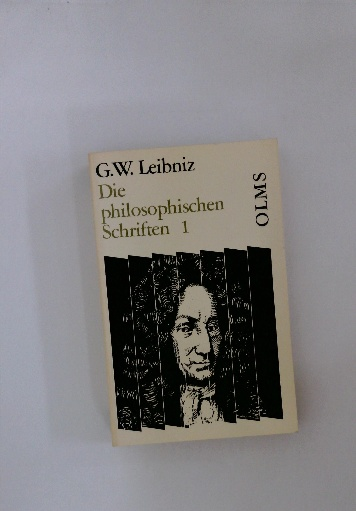 G.W. Leibniz
Die
philosophischen
Schriften 1
OLMS